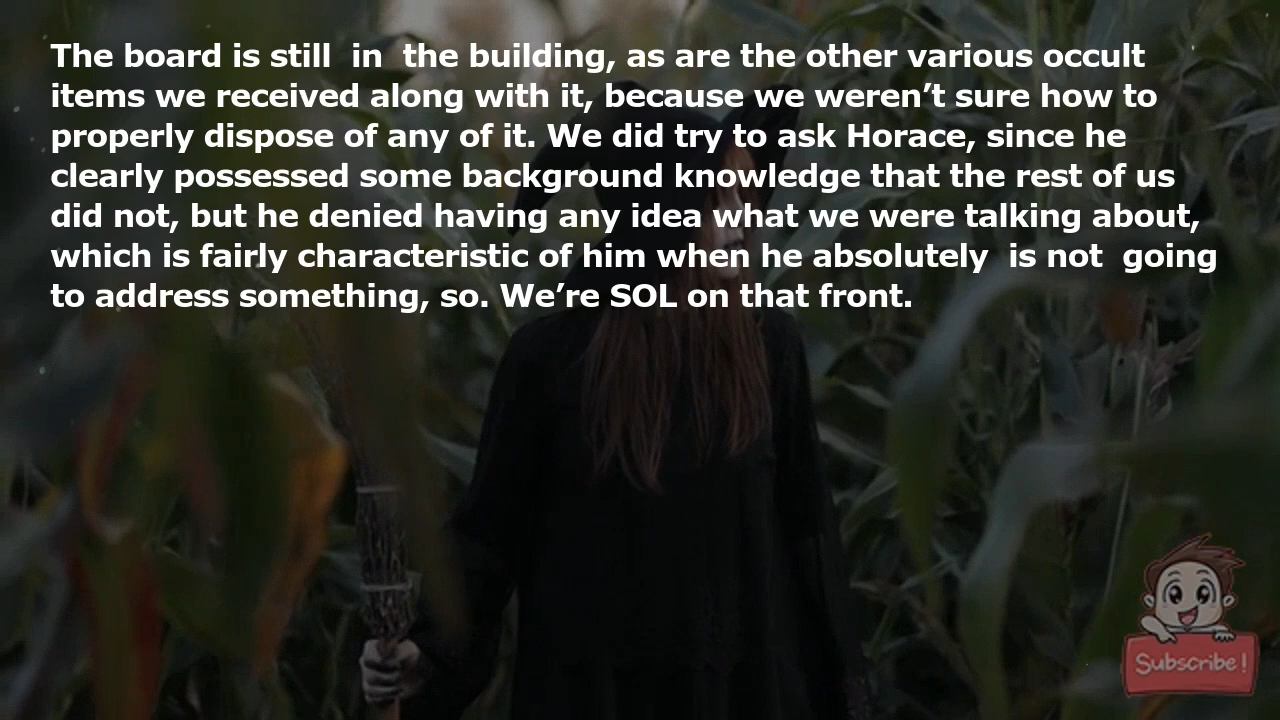 The board is still  in  the building, as are the other various occult
items we received along with it, because we weren’t sure how to
properly dispose of any of it. We did try to ask Horace, since he
clearly possessed some background knowledge that the rest of us
did not, but he denied having any idea what we were talking about,
which is fairly characteristic of him when he absolutely  is not  going
to address something, so. We’re SOL on that front.
Subscribe!